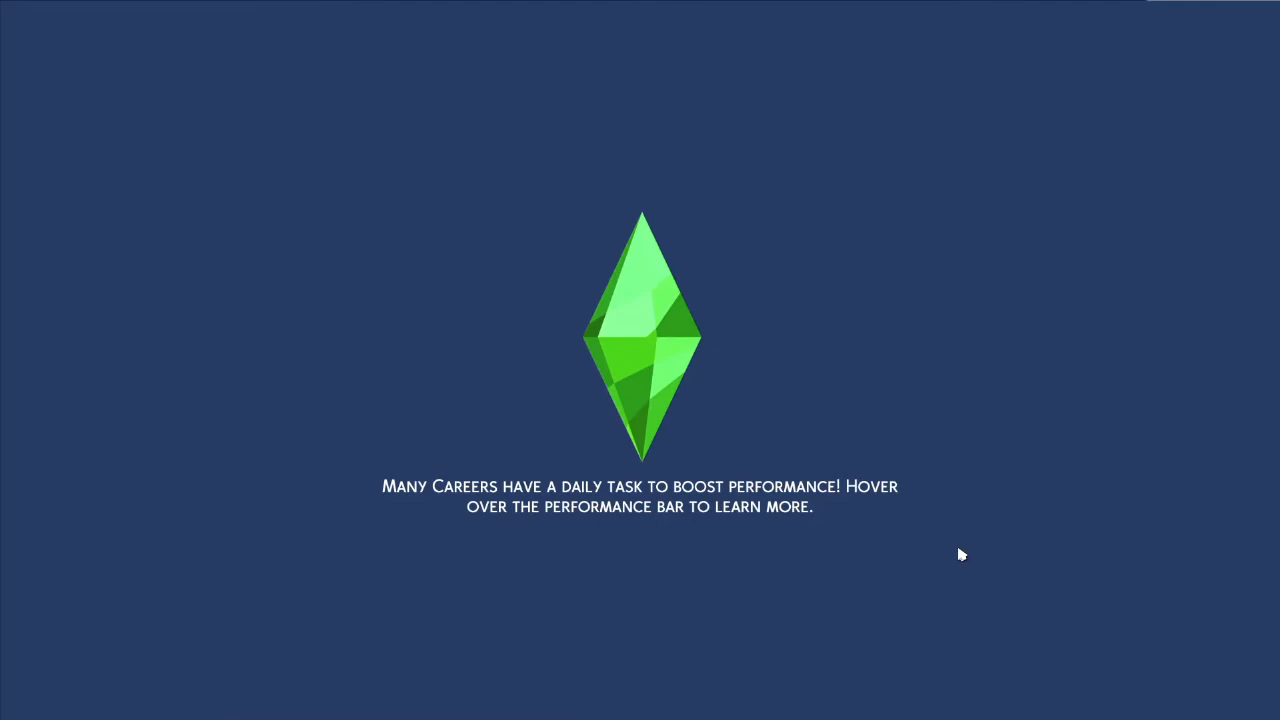 Many Careers have a daily task to boost performance! Hover
over the performance bar to learn more.